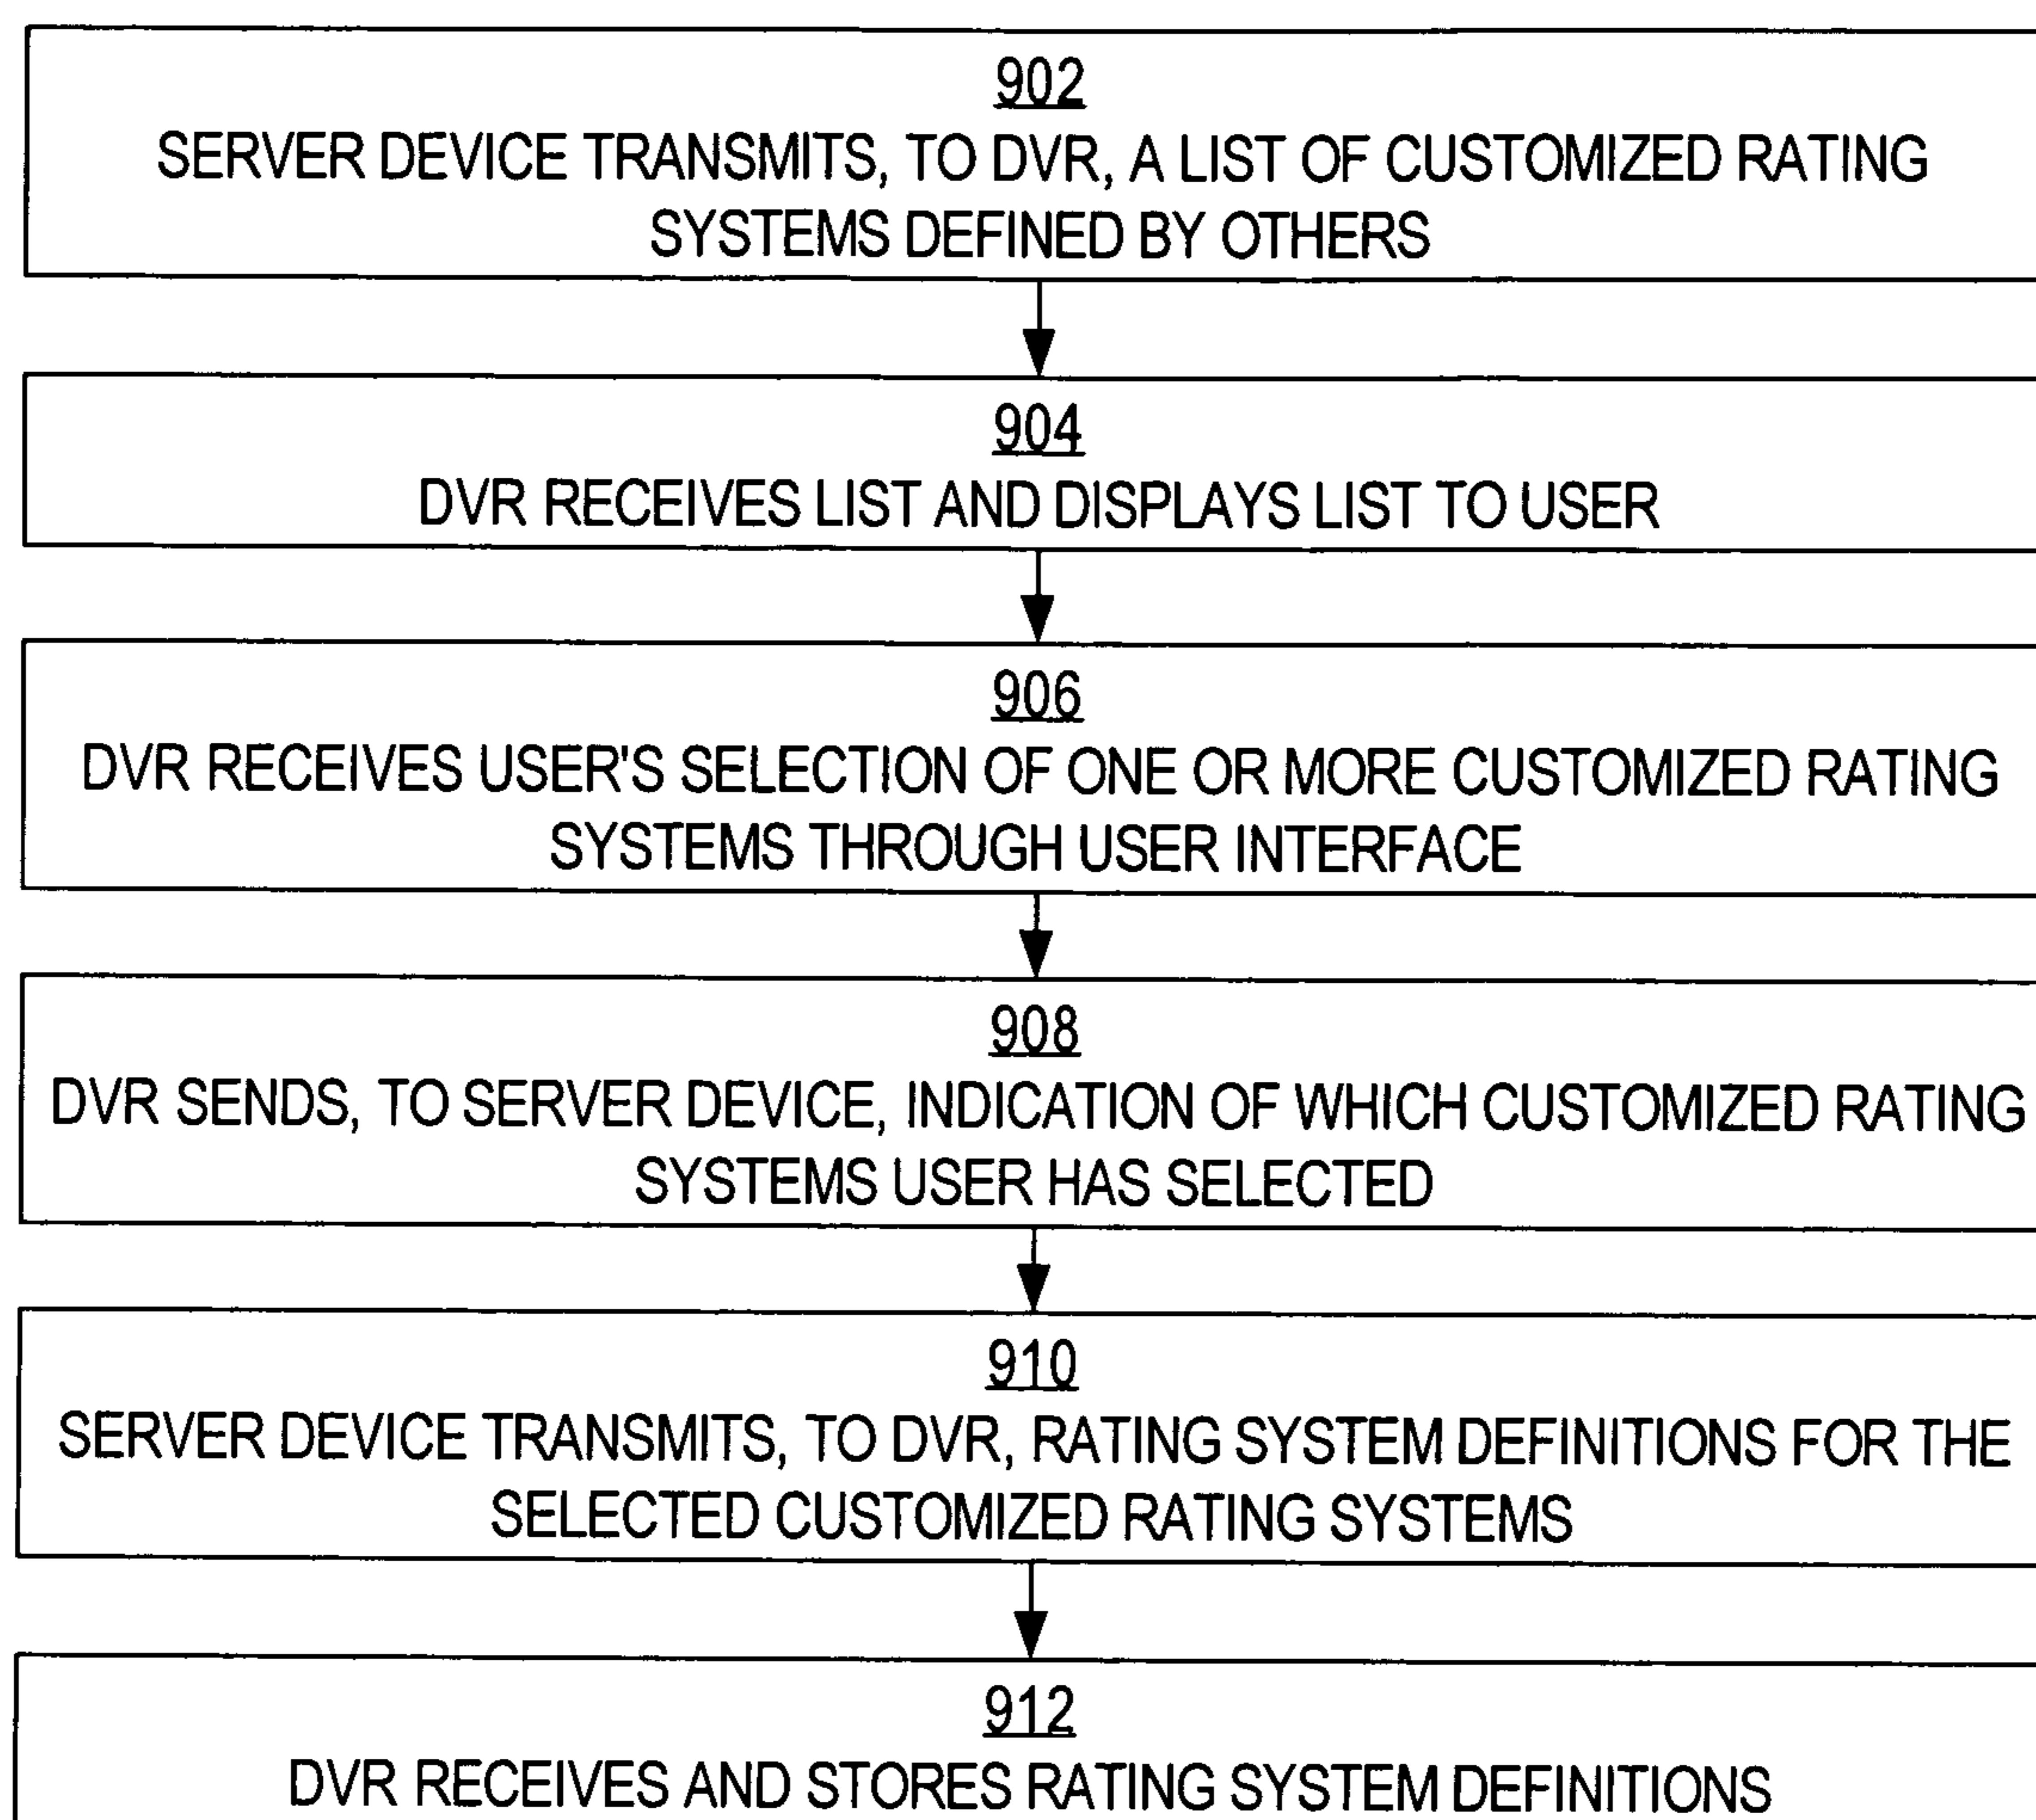 902
SERVER DEVICE TRANSMITS, TO DVR, A LIST OF CUSTOMIZED RATING
SYSTEMS DEFINED BY OTHERS
904
DVR RECEIVES LIST AND DISPLAYS LIST TO USER
906
DVR RECEIVES USER'S SELECTION OF ONE OR MORE CUSTOMIZED RATING
SYSTEMS THROUGH USER INTERFACE
908
DVR SENDS, TO SERVER DEVICE, INDICATION OF WHICH CUSTOMIZED RATING
SYSTEMS USER HAS SELECTED
910
SERVER DEVICE TRANSMITS, TO DVR, RATING SYSTEM DEFINITIONS FOR THE
SELECTED CUSTOMIZED RATING SYSTEMS
912
DVR RECEIVES AND STORES RATING SYSTEM DEFINITIONS